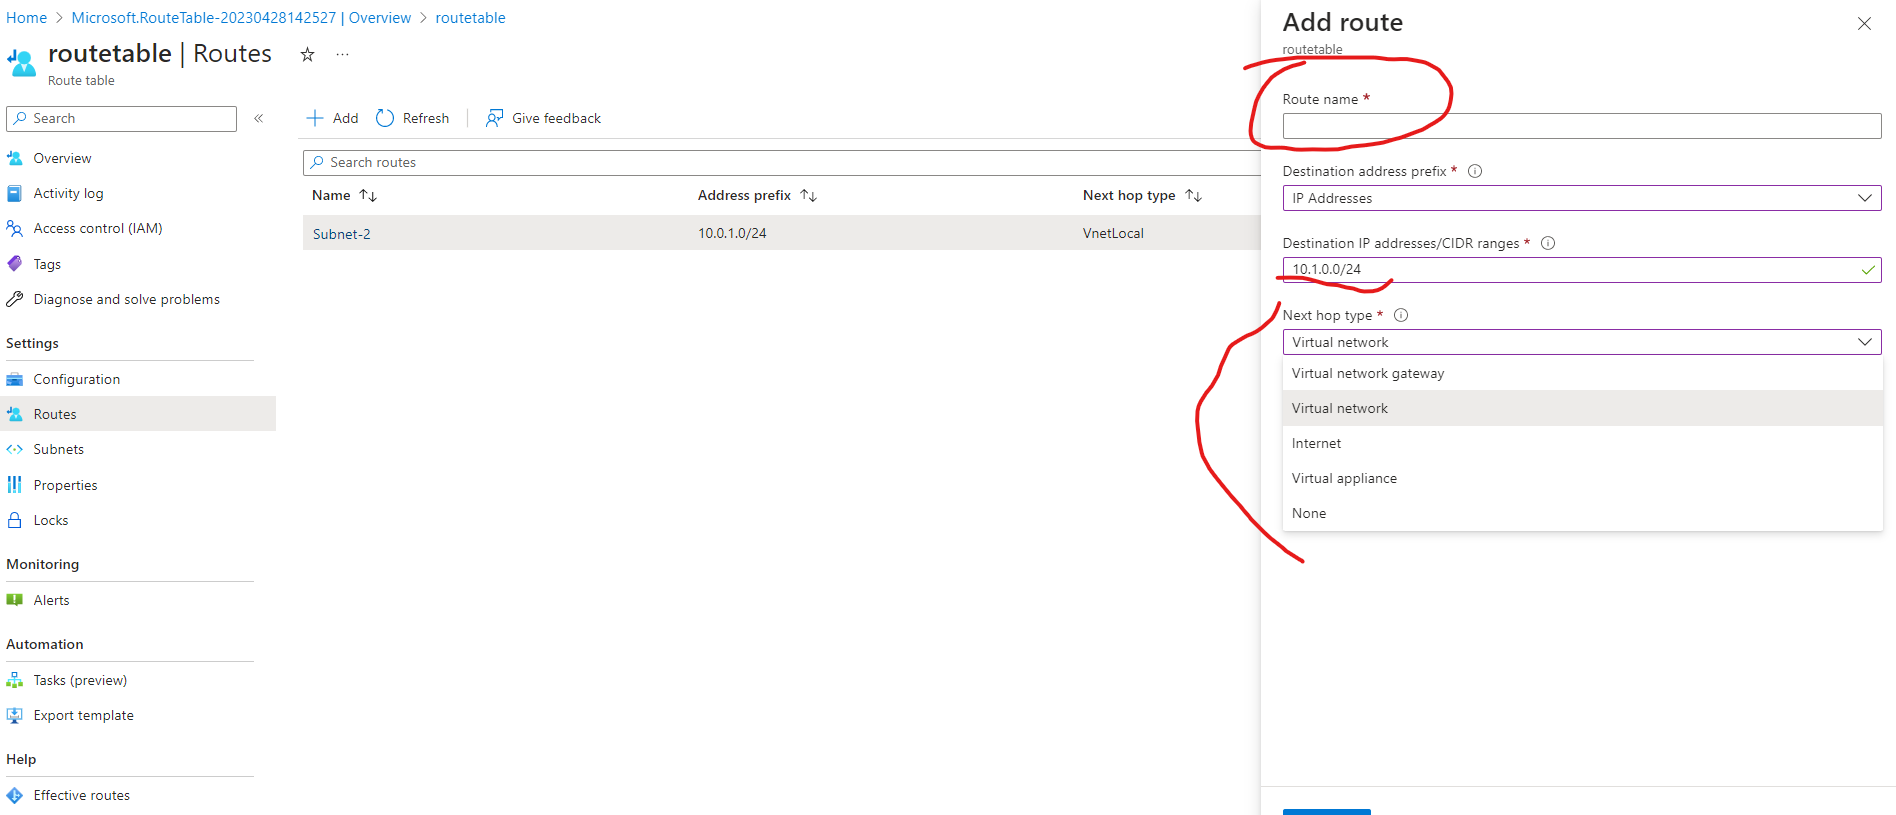 Home > Microsoft.RouteTable-20230428142527 | Overview > routetable
routetable | Routes
Route table
Search
Overview
Activity log
Access control (IAM)
Tags
Diagnose and solve problems
Settings
Configuration
Routes
Subnets
Properties
Locks
Monitoring
Alerts
Automation
Tasks (preview)
Export template
Help
Effective routes
Add Refresh Give feedback
Search routes
Name Address prefix Next hop type
Subnet-2 10.0.1.0/24 VnetLocal
Add route
routetable
Route name *
Destination address prefix *
IP Addresses
Destination IP addresses/CIDR ranges *
10.1.0.0/24
Next hop type *
Virtual network
Virtual network gateway
Virtual network
Internet
Virtual appliance
None